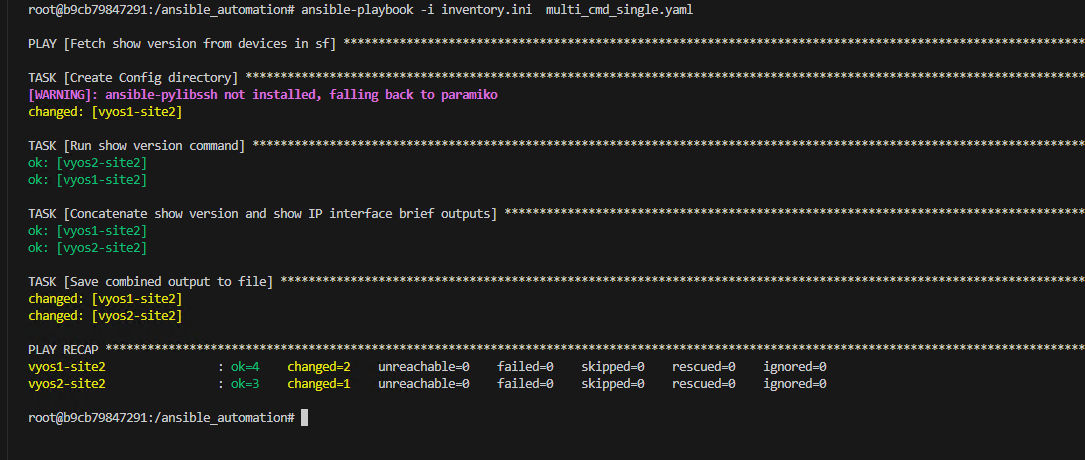 root@b9cb79847291:/ansible_automation# ansible-playbook -i inventory.ini  multi_cmd_single.yaml
PLAY [Fetch show version from devices in sf] **********************************************************************************************************
TASK [Create Config directory] ************************************************************************************************************************
[WARNING]: ansible-pylibssh not installed, falling back to paramiko
changed: [vyos1-site2]
TASK [Run show version command] ***********************************************************************************************************************
ok: [vyos2-site2]
ok: [vyos1-site2]
TASK [Concatenate show version and show IP interface brief outputs] ***********************************************************************************
ok: [vyos1-site2]
ok: [vyos2-site2]
TASK [Save combined output to file] *******************************************************************************************************************
changed: [vyos1-site2]
changed: [vyos2-site2]
PLAY RECAP ********************************************************************************************************************************************
vyos1-site2                : ok=4    changed=2    unreachable=0    failed=0    skipped=0    rescued=0    ignored=0
vyos2-site2                : ok=3    changed=1    unreachable=0    failed=0    skipped=0    rescued=0    ignored=0
root@b9cb79847291:/ansible_automation#